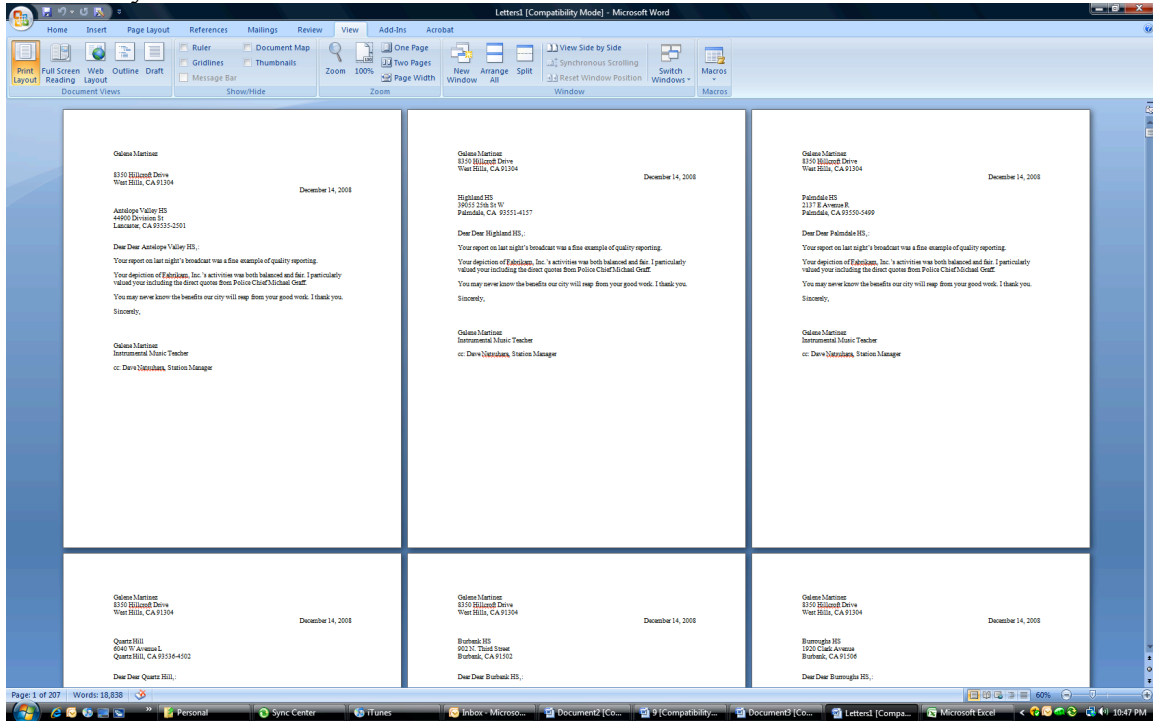 Letters1 [Compatibility Mode] - Microsoft Word
Home Insert Page Layout References Mailings Review View Add-Ins Acrobat
Print Layout
Full Screen Reading
Web Layout
Outline
Draft
Document Views
Ruler
Gridlines
Message Bar
Document Map
Thumbnails
Show/Hide
Zoom
100%
One Page
Two Pages
Page Width
Zoom
New Window
Arrange All
Split
View Side by Side
Synchronous Scrolling
Reset Window Position
Window
Switch Windows
Macros
Macros
Galene Martinez
8350 Hillcroft Drive
West Hills, CA 91304
December 14, 2008
Antelope Valley HS
44900 Division St
Lancaster, CA 93535-2501
Dear Dear Antelope Valley HS,:
Your report on last night's broadcast was a fine example of quality reporting.
Your depiction of Fabrikam, Inc.'s activities was both balanced and fair. I particularly
valued your including the direct quotes from Police Chief Michael Graff.
You may never know the benefits our city will reap from your good work. I thank you.
Sincerely,
Galene Martinez
Instrumental Music Teacher
cc: Dave Natsuhara, Station Manager
Galene Martinez
8350 Hillcroft Drive
West Hills, CA 91304
December 14, 2008
Highland HS
39055 25th St W
Palmdale, CA 93551-4157
Dear Dear Highland HS,:
Your report on last night's broadcast was a fine example of quality reporting.
Your depiction of Fabrikam, Inc.'s activities was both balanced and fair. I particularly
valued your including the direct quotes from Police Chief Michael Graff.
You may never know the benefits our city will reap from your good work. I thank you.
Sincerely,
Galene Martinez
Instrumental Music Teacher
cc: Dave Natsuhara, Station Manager
Galene Martinez
8350 Hillcroft Drive
West Hills, CA 91304
December 14, 2008
Palmdale HS
2137 E Avenue R
Palmdale, CA 93550-5499
Dear Dear Palmdale HS,:
Your report on last night's broadcast was a fine example of quality reporting.
Your depiction of Fabrikam, Inc.'s activities was both balanced and fair. I particularly
valued your including the direct quotes from Police Chief Michael Graff.
You may never know the benefits our city will reap from your good work. I thank you.
Sincerely,
Galene Martinez
Instrumental Music Teacher
cc: Dave Natsuhara, Station Manager
Galene Martinez
8350 Hillcroft Drive
West Hills, CA 91304
December 14, 2008
Quartz Hill
6040 W Avenue L
Quartz Hill, CA 93536-4502
Dear Dear Quartz Hill,:
Galene Martinez
8350 Hillcroft Drive
West Hills, CA 91304
December 14, 2008
Burbank HS
902 N. Third Street
Burbank, CA 91502
Dear Dear Burbank HS,:
Galene Martinez
8350 Hillcroft Drive
West Hills, CA 91304
December 14, 2008
Burroughs HS
1920 Clark Avenue
Burbank, CA 91506
Dear Dear Burroughs HS,:
Page: 1 of 207 Words: 18,838 60%
Personal Sync Center iTunes Inbox - Microso... Document2 [Co... 9 [Compatibility... Document3 [Co... Letters1 [Compa... Microsoft Excel 10:47 PM